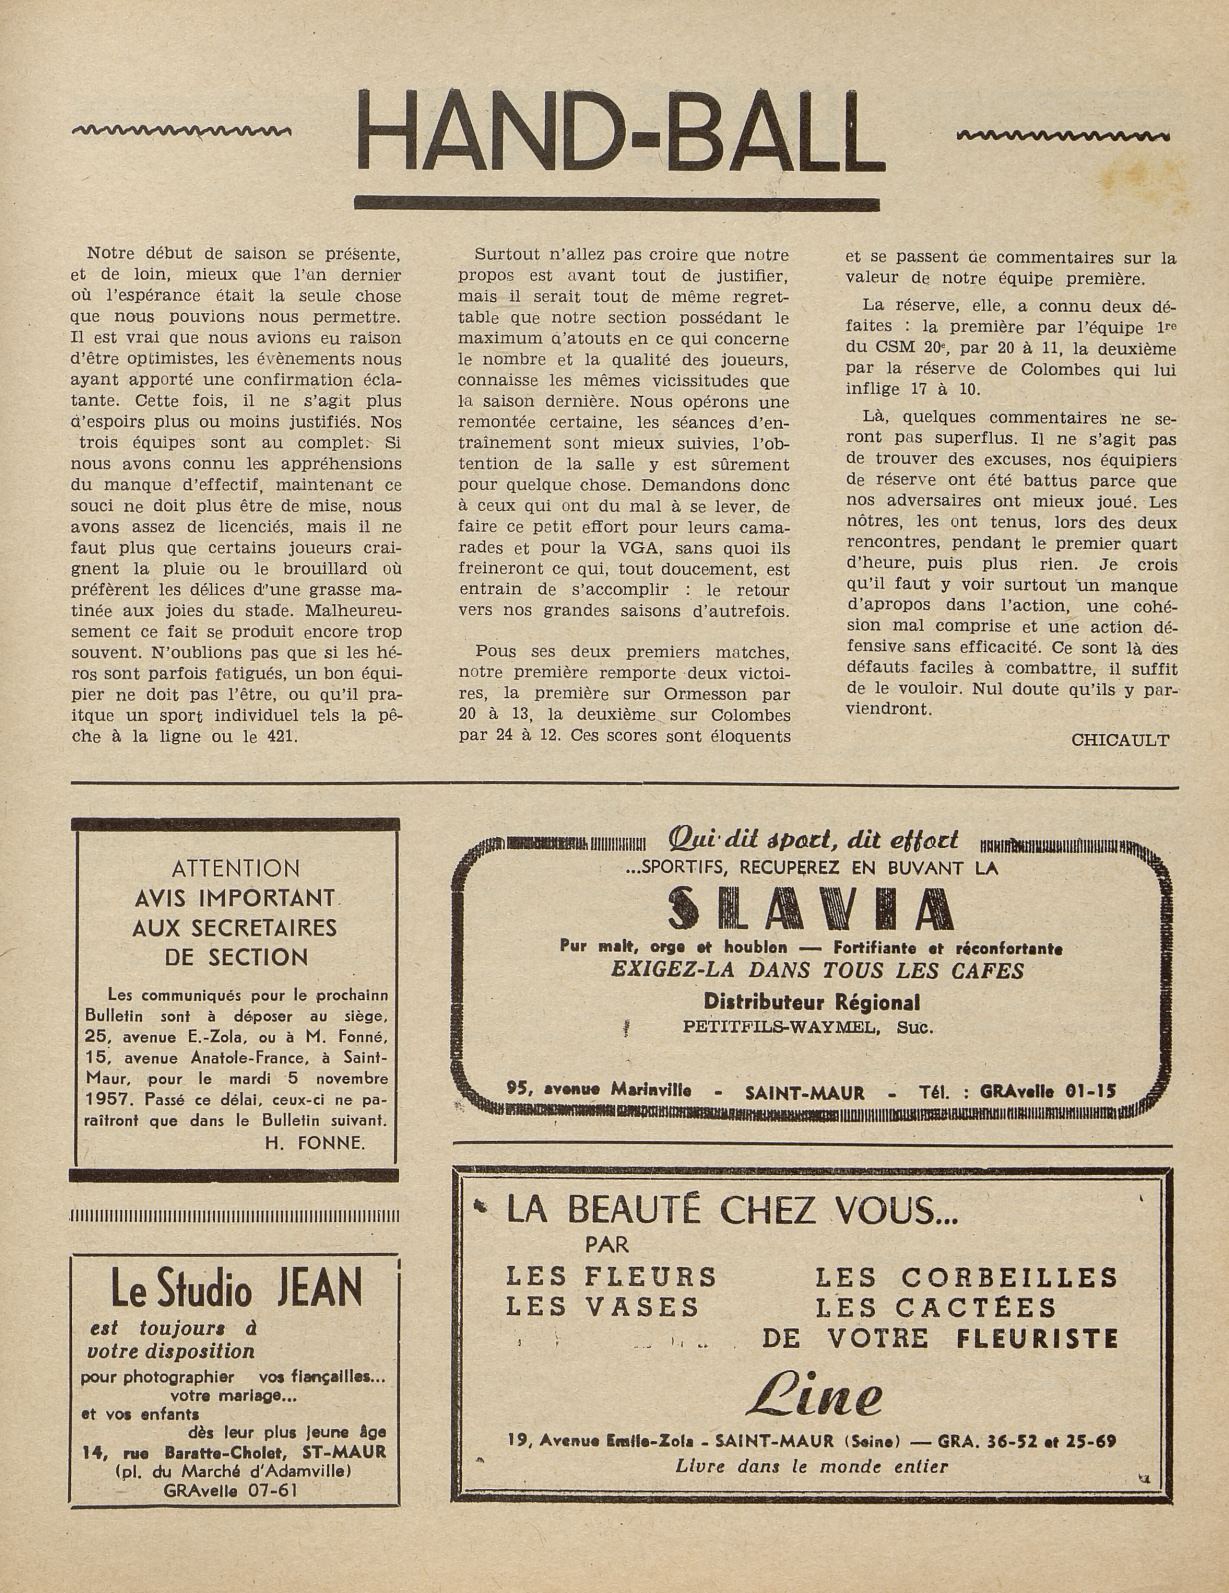 HAND-BALL
Notre début de saison se présente,
et de loin, mieux que l'an dernier
où l'espérance était la seule chose
que nous pouvions nous permettre.
Il est vrai que nous avions eu raison
d'être optimistes, les évènements nous
ayant apporté une confirmation écla-
tante. Cette fois, il ne s'agit plus
d'espoirs plus ou moins justifiés. Nos
trois équipes sont au complet. Si
nous avons connu les appréhensions
du manque d'effectif, maintenant ce
souci ne doit plus être de mise, nous
avons assez de licenciés, mais il ne
faut plus que certains joueurs crai-
gnent la pluie ou le brouillard où
préfèrent les délices d'une grasse ma-
tinée aux joies du stade. Malheureu-
sement ce fait se produit encore trop
souvent. N'oublions pas que si les hé-
ros sont parfois fatigués, un bon équi-
pier ne doit pas l'être, ou qu'il pra-
itque un sport individuel tels la pê-
che à la ligne ou le 421.
Surtout n'allez pas croire que notre
propos est avant tout de justifier,
mais il serait tout de même regret-
table que notre section possédant le
maximum d'atouts en ce qui concerne
le nombre et la qualité des joueurs,
connaisse les mêmes vicissitudes que
la saison dernière. Nous opérons une
remontée certaine, les séances d'en-
traînement sont mieux suivies, l'ob-
tention de la salle y est sûrement
pour quelque chose. Demandons donc
à ceux qui ont du mal à se lever, de
faire ce petit effort pour leurs cama-
rades et pour la VGA, sans quoi ils
freineront ce qui, tout doucement, est
entrain de s'accomplir : le retour
vers nos grandes saisons d'autrefois.
Pous ses deux premiers matches,
notre première remporte deux victoi-
res, la première sur Ormesson par
20 à 13, la deuxième sur Colombes
par 24 à 12. Ces scores sont éloquents
et se passent de commentaires sur la
valeur de notre équipe première.
La réserve, elle, a connu deux dé-
faites : la première par l'équipe 1re
du CSM 20e, par 20 à 11, la deuxième
par la réserve de Colombes qui lui
inflige 17 à 10.
Là, quelques commentaires ne se-
ront pas superflus. Il ne s'agit pas
de trouver des excuses, nos équipiers
de réserve ont été battus parce que
nos adversaires ont mieux joué. Les
nôtres, les ont tenus, lors des deux
rencontres, pendant le premier quart
d'heure, puis plus rien. Je crois
qu'il faut y voir surtout un manque
d'apropos dans l'action, une cohé-
sion mal comprise et une action dé-
fensive sans efficacité. Ce sont là des
défauts faciles à combattre, il suffit
de le vouloir. Nul doute qu'ils y par-
viendront.
CHICAULT
ATTENTION
AVIS IMPORTANT
AUX SECRETAIRES
DE SECTION
Les communiqués pour le prochainn
Bulletin sont à déposer au siège,
25, avenue E.-Zola, ou à M. Fonné,
15, avenue Anatole-France, à Saint-
Maur, pour le mardi 5 novembre
1957. Passé ce délai, ceux-ci ne pa-
raîtront que dans le Bulletin suivant.
H. FONNE.
Le Studio JEAN
est toujours à
votre disposition
pour photographier vos fiançailles...
votre mariage...
et vos enfants
dès leur plus jeune âge
14, rue Baratte-Cholet, ST-MAUR
(pl. du Marché d'Adamville)
GRAvelle 07-61
Qui dit sport, dit effort
...SPORTIFS, RECUPEREZ EN BUVANT LA
SLAVIA
Pur malt, orge et houblon — Fortifiante et réconfortante
EXIGEZ-LA DANS TOUS LES CAFES
Distributeur Régional
PETITFILS-WAYMEL, Suc.
95, avenue Marinville - SAINT-MAUR - Tél. : GRAvelle 01-15
LA BEAUTÉ CHEZ VOUS...
PAR
LES FLEURS LES CORBEILLES
LES VASES LES CACTÉES
DE VOTRE FLEURISTE
Line
19, Avenue Emile-Zola - SAINT-MAUR (Seine) — GRA. 36-52 et 25-69
Livre dans le monde entier